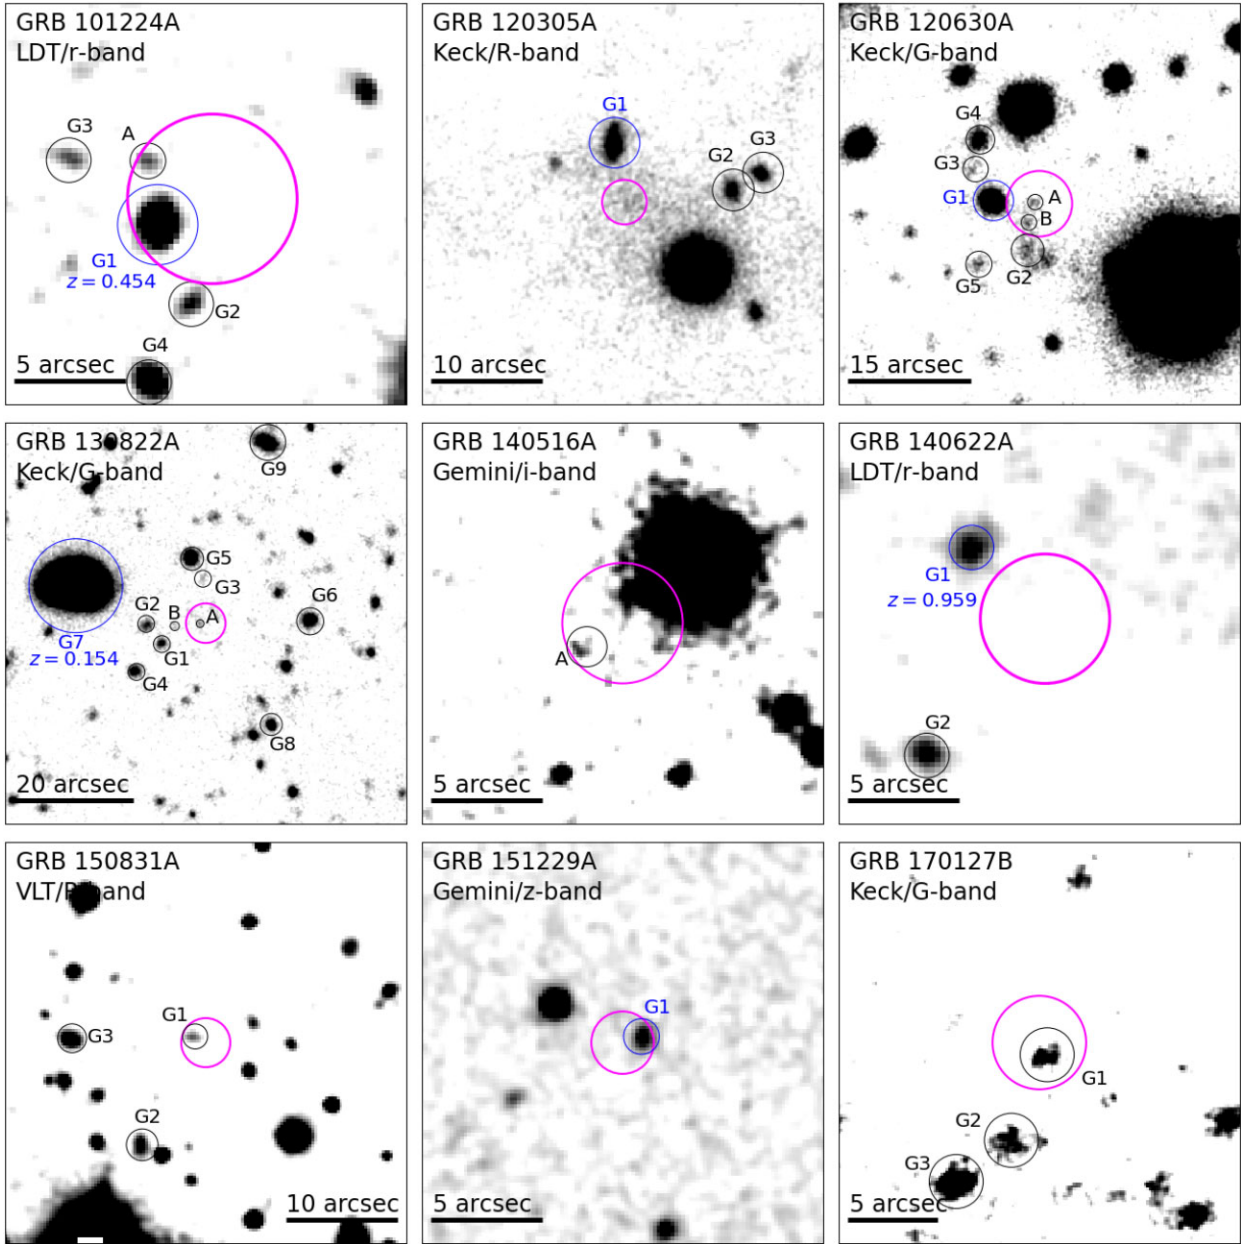 GRB 101224A
LDT/r-band
G3
A
G1
z = 0.454
G2
G4
5 arcsec
GRB 120305A
Keck/R-band
G1
G3
G2
10 arcsec
GRB 120630A
Keck/G-band
G4
G3
G1
A
B
G2
G5
15 arcsec
GRB 130822A
Keck/G-band
G9
G5
G3
G6
G2
B
A
G7
z = 0.154
G1
G4
G8
20 arcsec
GRB 140516A
Gemini/i-band
A
5 arcsec
GRB 140622A
LDT/r-band
G1
z = 0.959
G2
5 arcsec
GRB 150831A
VLT/R-band
G1
G3
G2
10 arcsec
GRB 151229A
Gemini/z-band
G1
5 arcsec
GRB 170127B
Keck/G-band
G1
G2
G3
5 arcsec